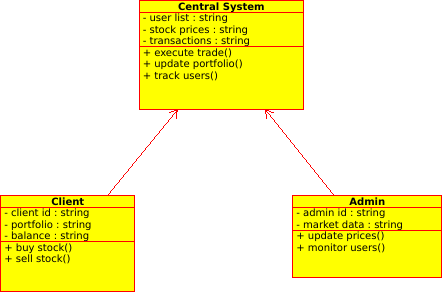 Central System
- user list : string
- stock prices : string
- transactions : string
+ execute trade()
+ update portfolio()
+ track users()
Client
- client id : string
- portfolio : string
- balance : string
+ buy stock()
+ sell stock()
Admin
- admin id : string
- market data : string
+ update prices()
+ monitor users()